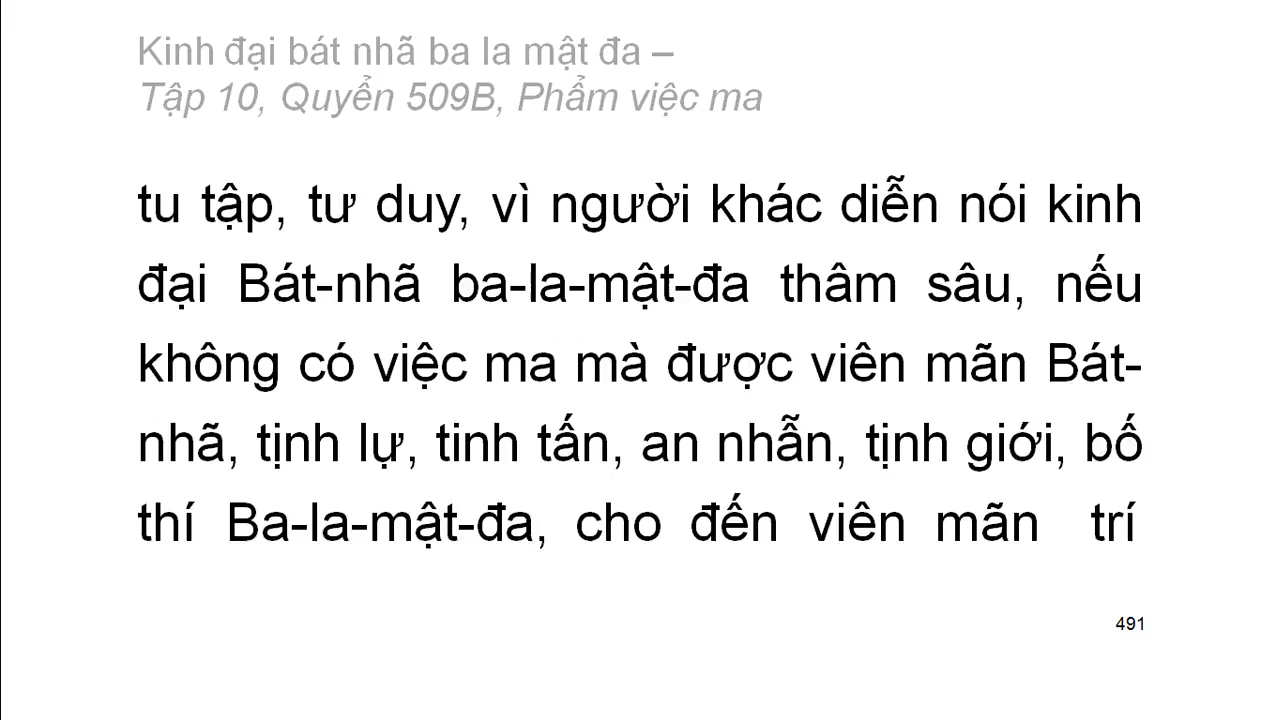 Kinh đại bát nhã ba la mật đa –
Tập 10, Quyển 509B, Phẩm việc ma
tu tập, tư duy, vì người khác diễn nói kinh
đại Bát-nhã ba-la-mật-đa thâm sâu, nếu
không có việc ma mà được viên mãn Bát-
nhã, tịnh lự, tinh tấn, an nhẫn, tịnh giới, bố
thí Ba-la-mật-đa, cho đến viên mãn trí
491